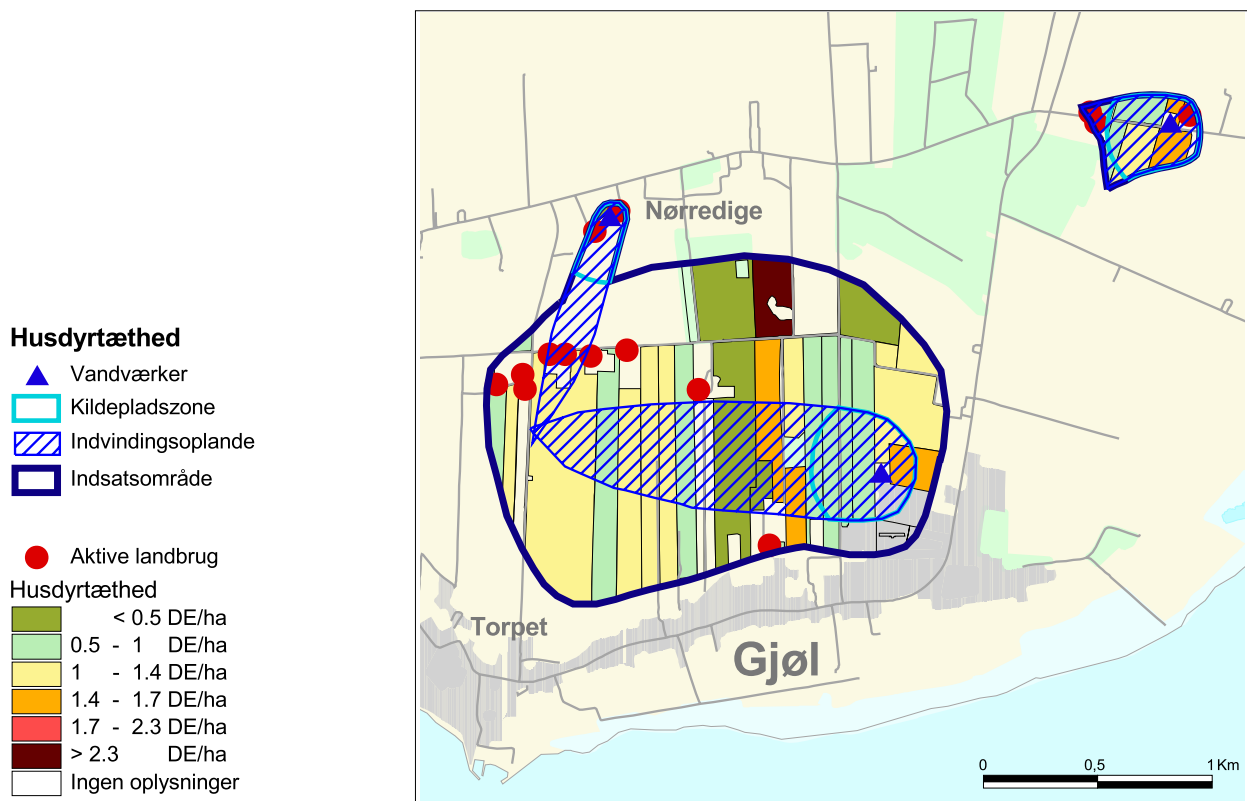 Husdyrtæthed
Vandværker
Kildepladszone
Indvindingsoplande
Indsatsområde
Aktive landbrug
Husdyrtæthed
< 0.5 DE/ha
0.5 - 1 DE/ha
1 - 1.4 DE/ha
1.4 - 1.7 DE/ha
1.7 - 2.3 DE/ha
> 2.3 DE/ha
Ingen oplysninger
Nørredige
Torpet
Gjøl
0 0,5 1 Km